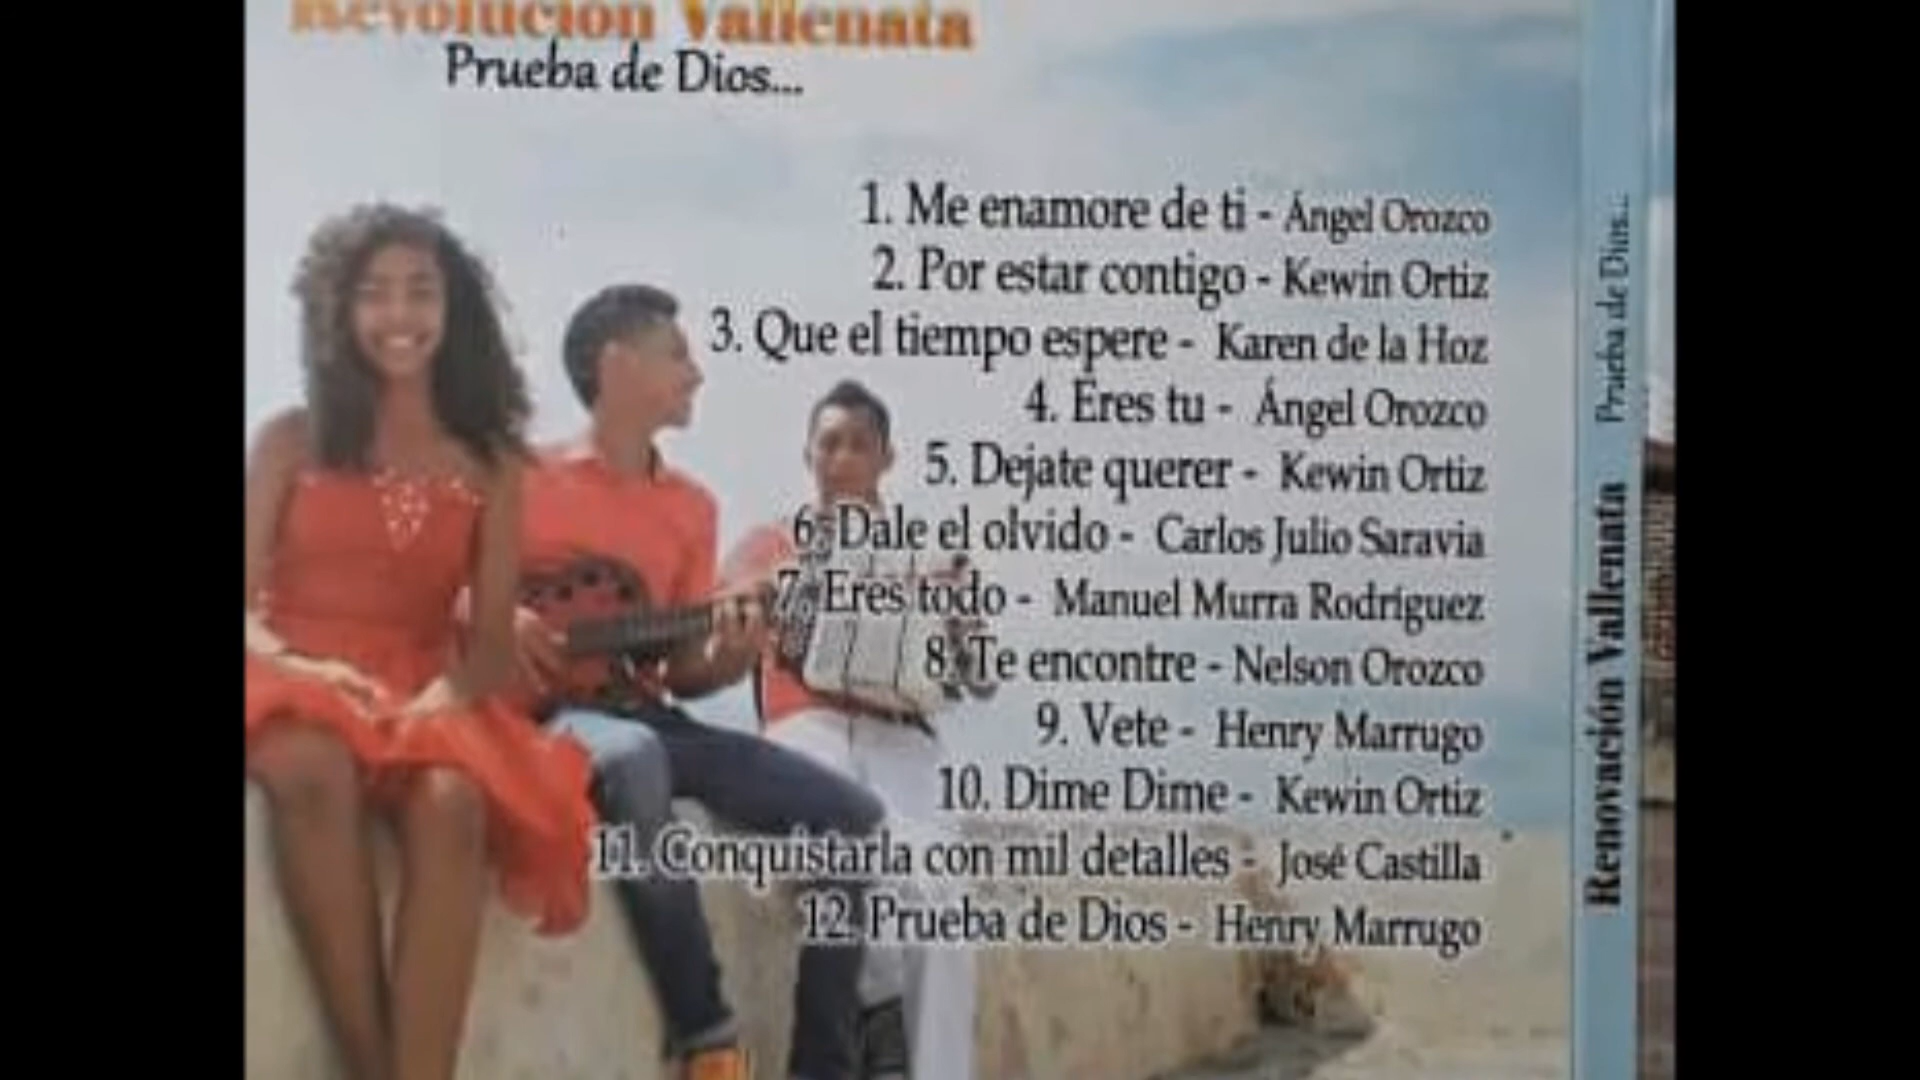 Revolución Vallenata
Prueba de Dios...
1. Me enamore de ti - Ángel Orozco
2. Por estar contigo - Kewin Ortiz
3. Que el tiempo espere - Karen de la Hoz
4. Eres tu - Ángel Orozco
5. Dejate querer - Kewin Ortiz
6. Dale el olvido - Carlos Julio Saravia
7. Eres todo - Manuel Murra Rodríguez
8. Te encontre - Nelson Orozco
9. Vete - Henry Marrugo
10. Dime Dime - Kewin Ortiz
11. Conquistarla con mil detalles - José Castilla
12. Prueba de Dios - Henry Marrugo
Renovación Vallenata Prueba de Dios...